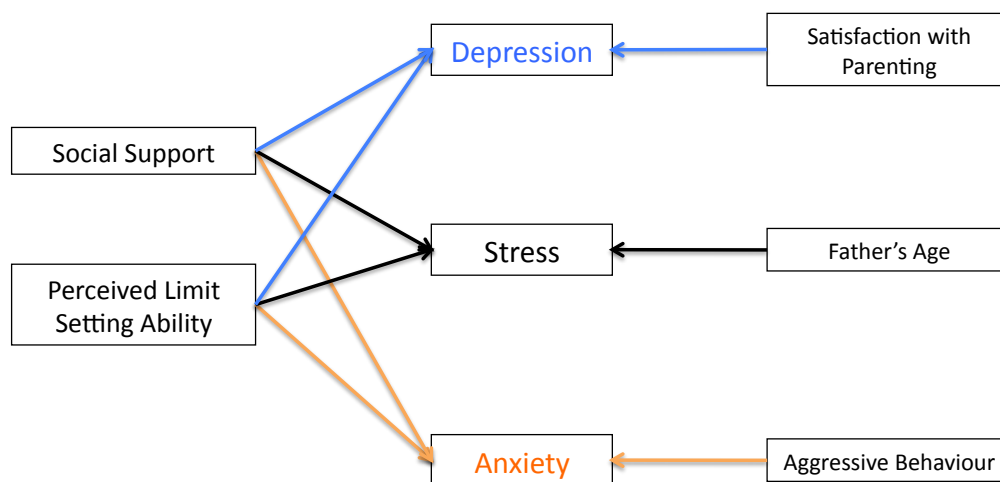 Depression
Satisfaction with
Parenting
Social Support
Stress
Father’s Age
Perceived Limit
Setting Ability
Anxiety
Aggressive Behaviour